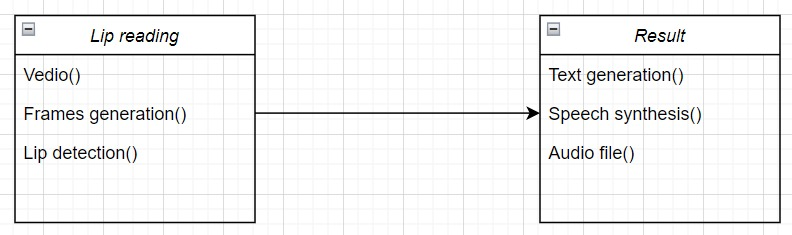 Lip reading
Vedio()
Frames generation()
Lip detection()
Result
Text generation()
Speech synthesis()
Audio file()